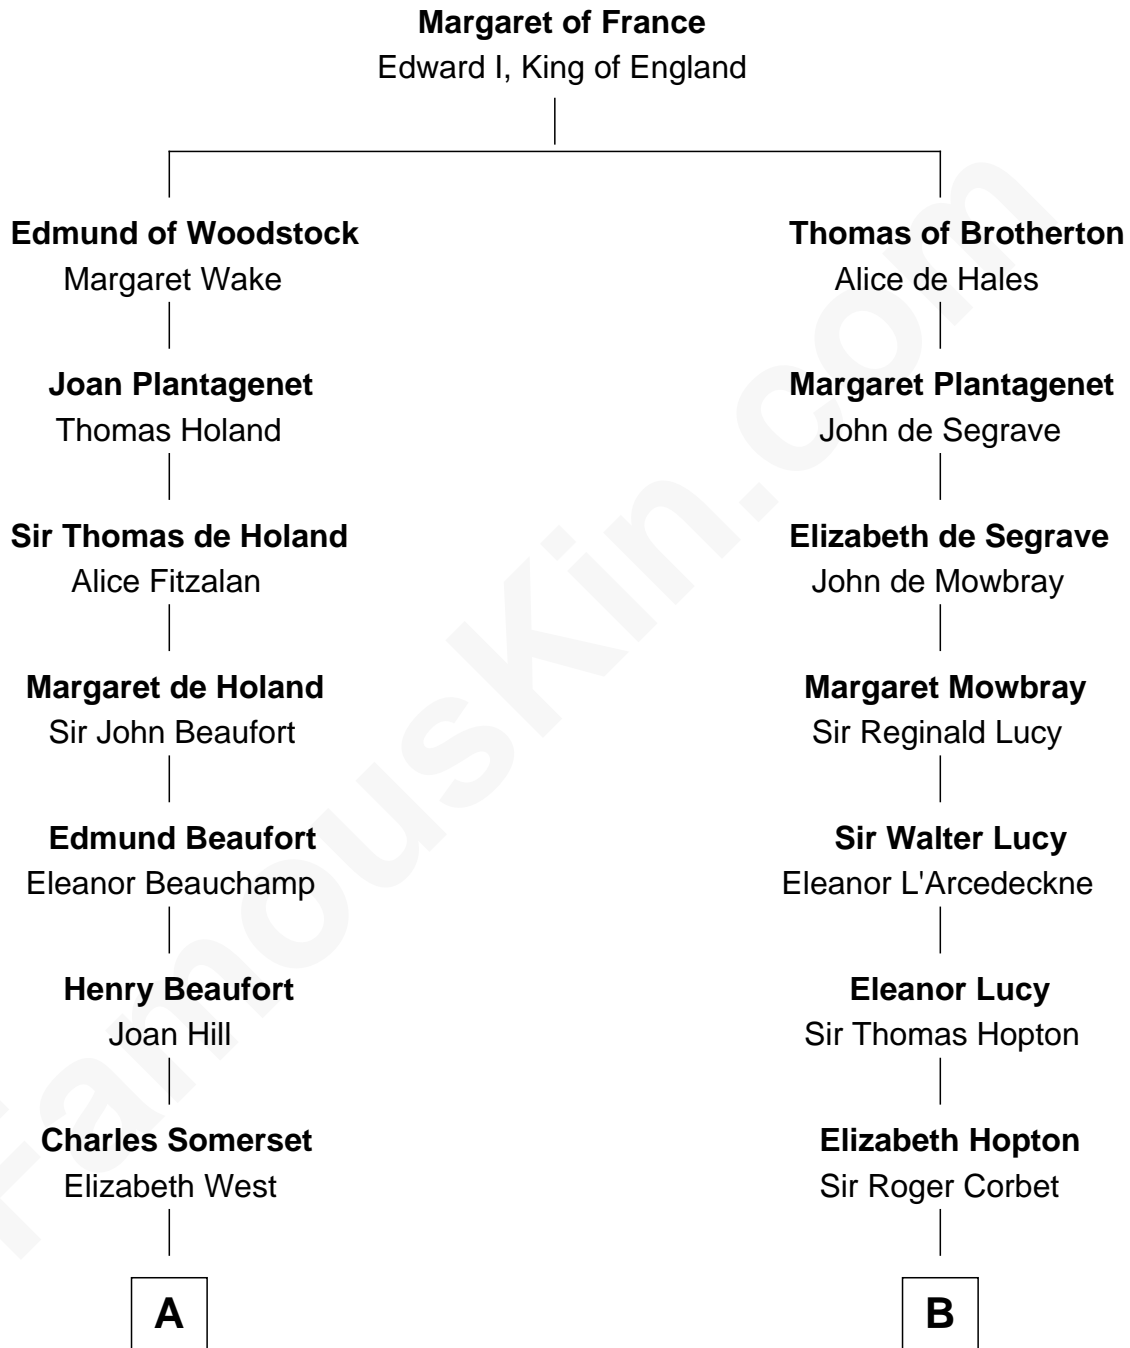 Margaret of France
Edward I, King of England
Edmund of Woodstock
Margaret Wake
Thomas of Brotherton
Alice de Hales
Joan Plantagenet
Thomas Holand
Margaret Plantagenet
John de Segrave
Sir Thomas de Holand
Alice Fitzalan
Elizabeth de Segrave
John de Mowbray
Margaret de Holand
Sir John Beaufort
Margaret Mowbray
Sir Reginald Lucy
Edmund Beaufort
Eleanor Beauchamp
Sir Walter Lucy
Eleanor L'Arcedeckne
Henry Beaufort
Joan Hill
Eleanor Lucy
Sir Thomas Hopton
Charles Somerset
Elizabeth West
Elizabeth Hopton
Sir Roger Corbet
A
B
FamousKin.com